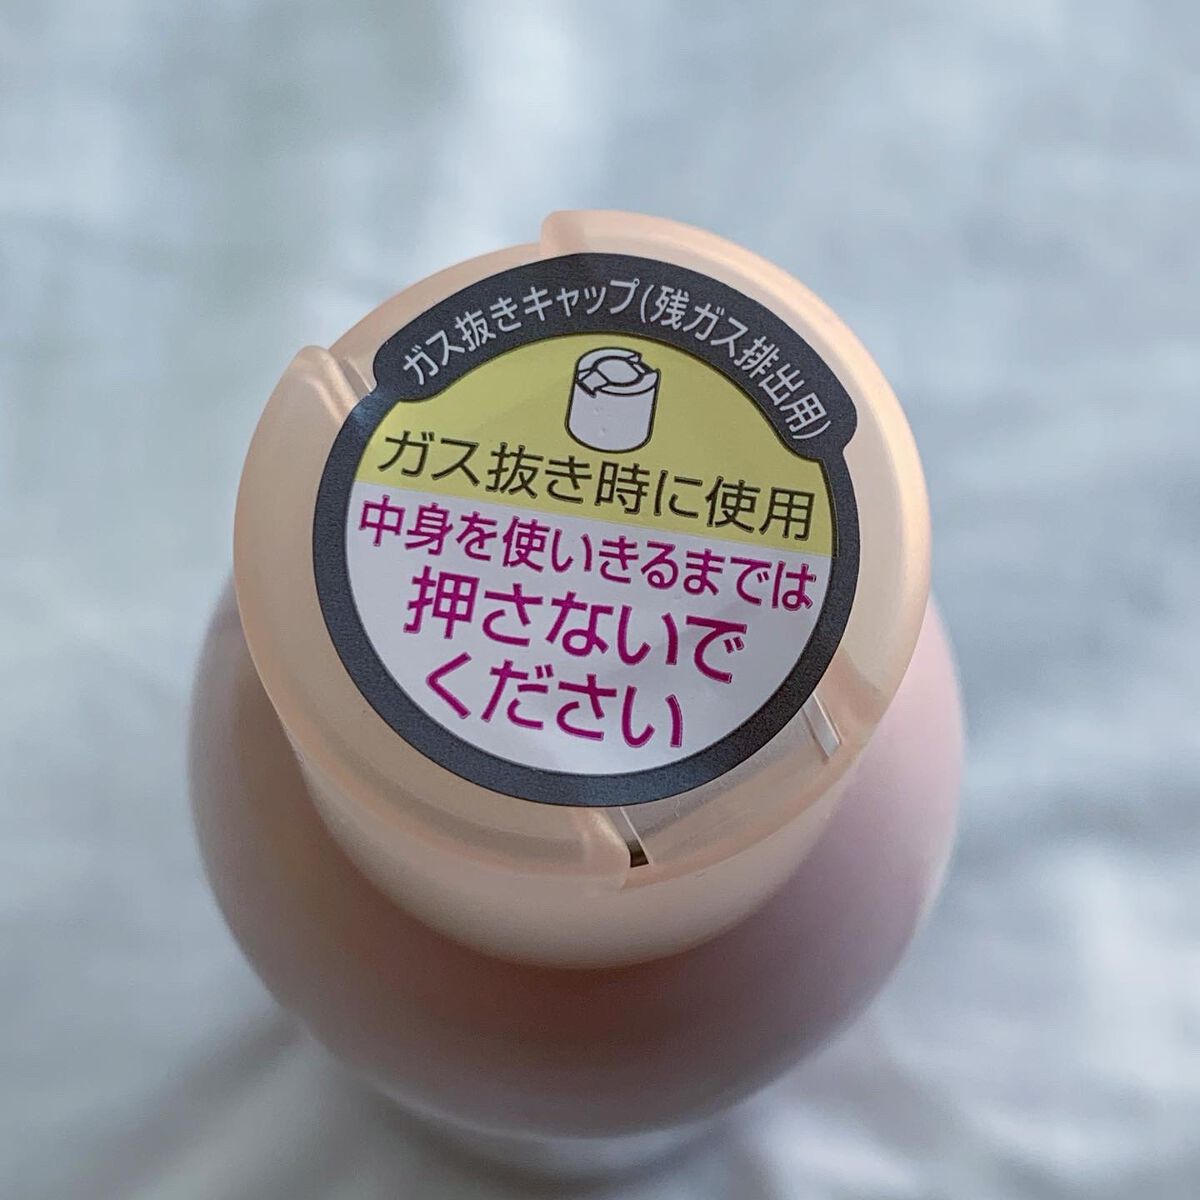 ガス抜きキャップ(残ガス排出用)
ガス抜き時に使用
中身を使いきるまでは
押さないで
ください